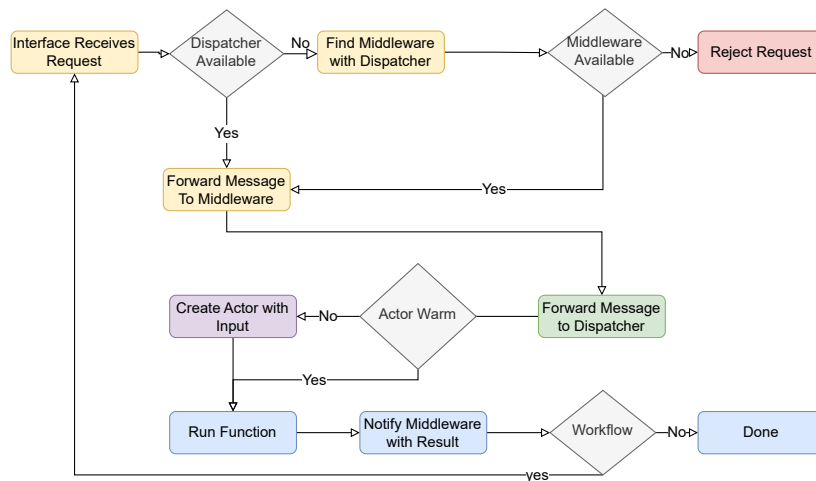 Interface Receives
Request
Dispatcher
Available
No
Find Middleware
with Dispatcher
Middleware
Available
No
Reject Request
Yes
Forward Message
To Middleware
Yes
Create Actor with
Input
No
Actor Warm
Forward Message
to Dispatcher
Yes
Run Function
Notify Middleware
with Result
Workflow
No
Done
yes